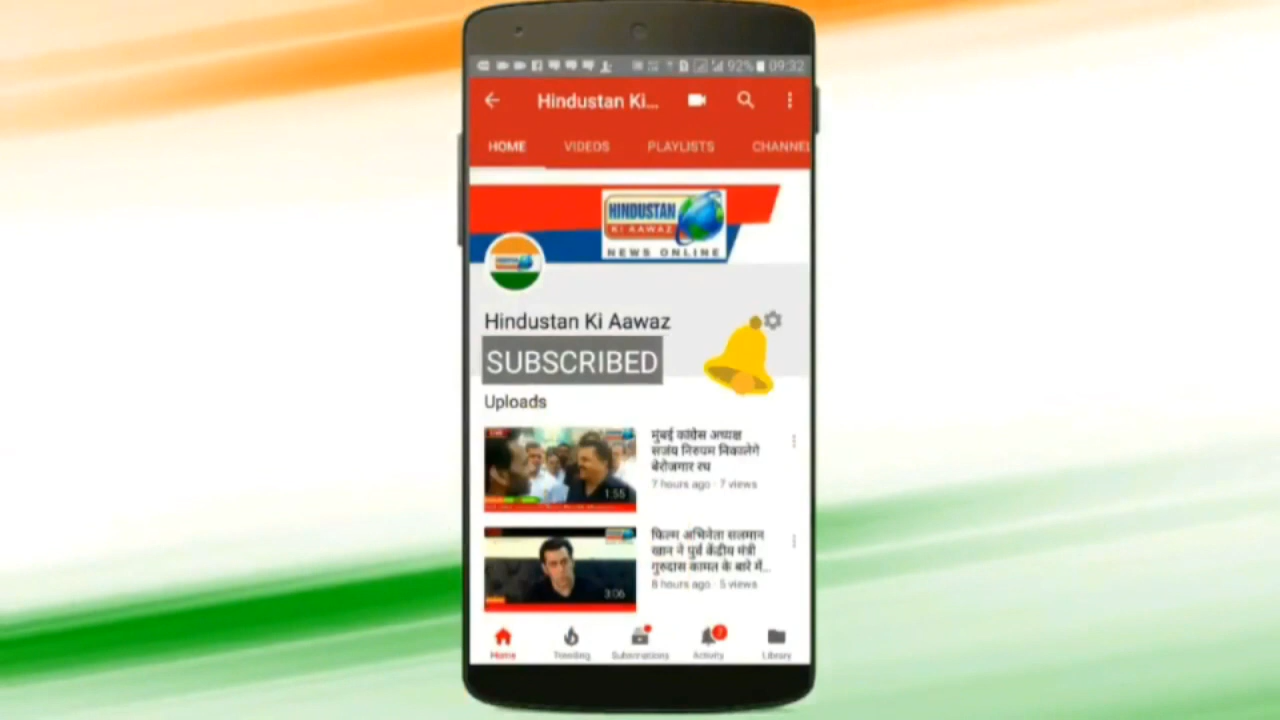 92% 09:32
Hindustan Ki...
HOME VIDEOS PLAYLISTS CHANNEL
HINDUSTAN
KI AAWAZ
NEWS ONLINE
Hindustan Ki Aawaz
SUBSCRIBED
Uploads
मुंबई कांग्रेस अध्यक्ष
संजय निरुपम निकालेगे
बेरोजगार रथ
7 hours ago · 7 views
1:55
फिल्म अभिनेता सलमान
खान ने पुर्व केंद्रीय मंत्री
गुरुदास कामत के बारे में...
8 hours ago · 5 views
3:06
Home Trending Subscriptions Activity Library